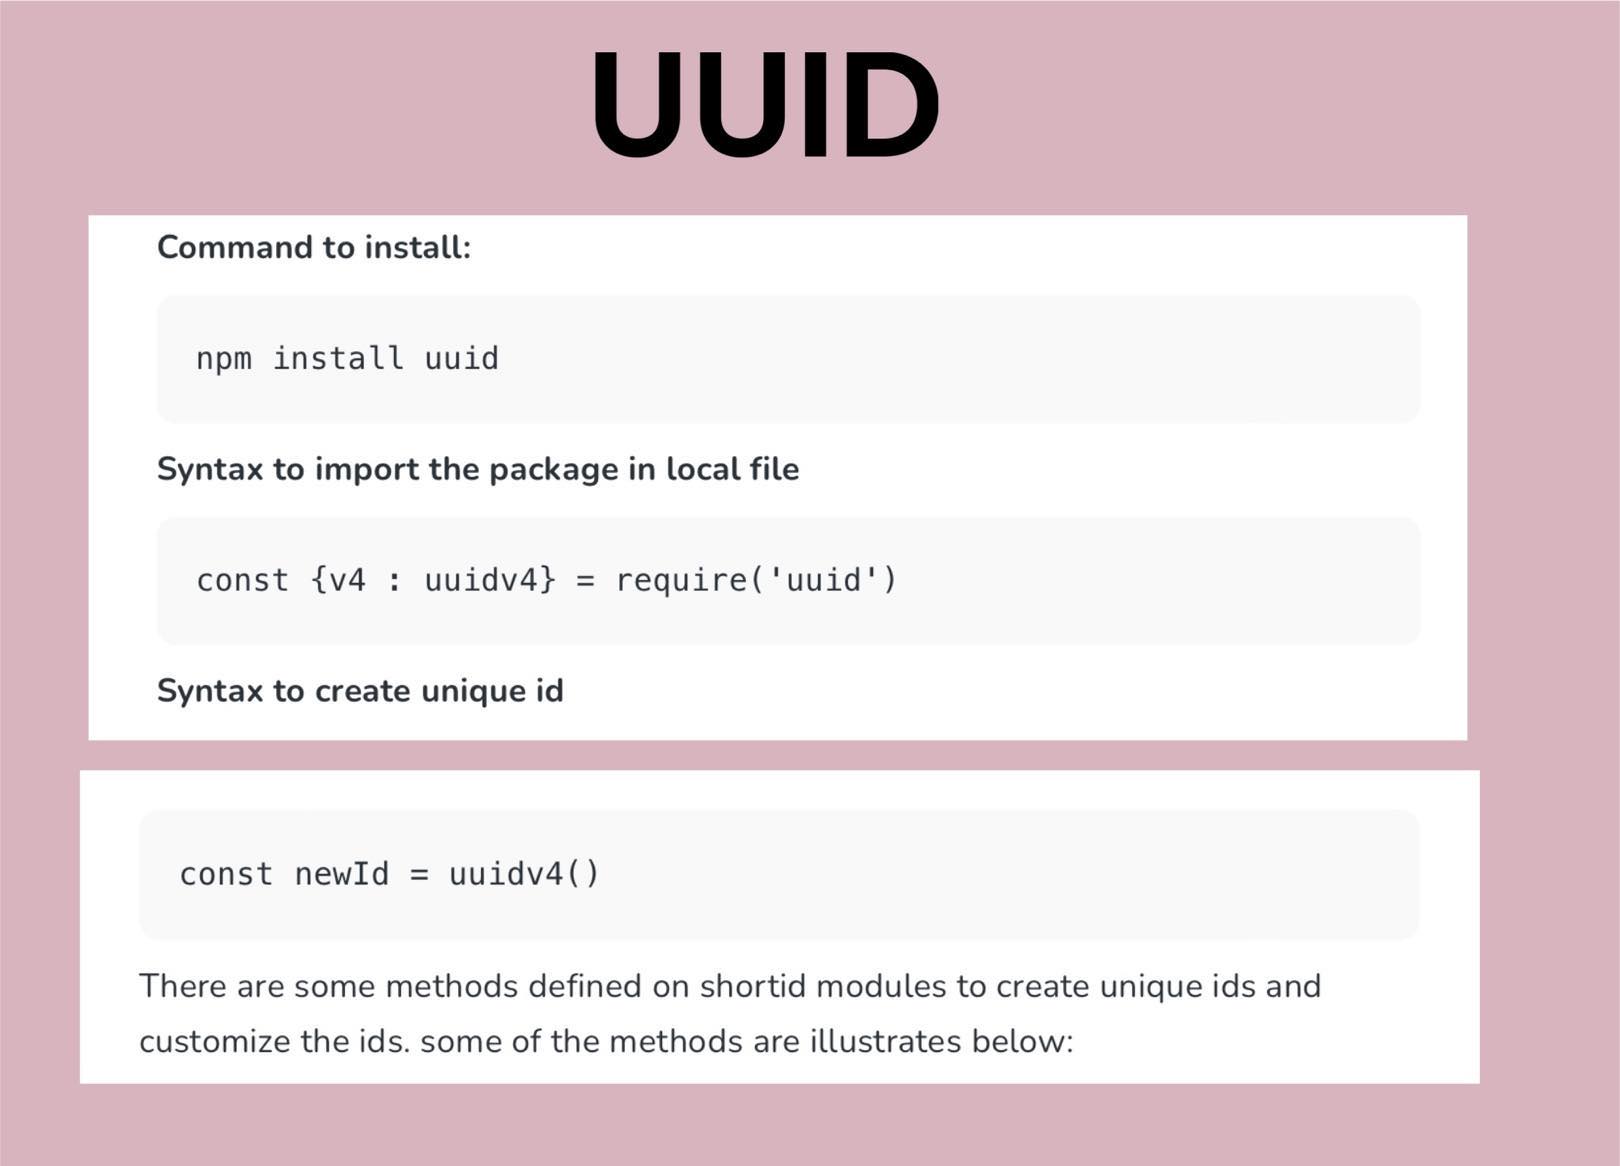 UUID
Command to install:
npm install uuid
Syntax to import the package in local file
const {v4 : uuidv4} = require('uuid')
Syntax to create unique id
const newId = uuidv4()
There are some methods defined on shortid modules to create unique ids and
customize the ids. some of the methods are illustrates below: